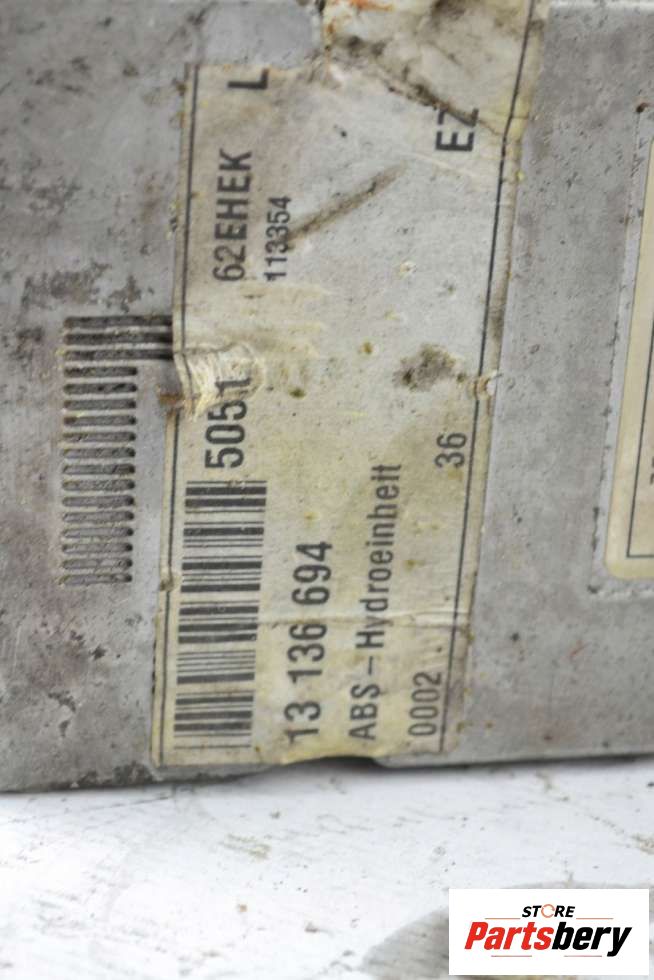 62EHEK L
113354
EZ
5051
13 136 694
ABS-Hydroeinheit
0002 36
STORE
Partsbery